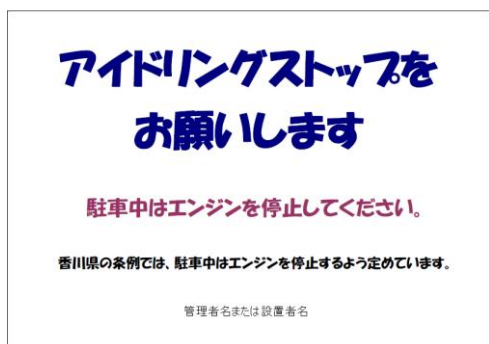 アイドリングストップを
お願いします
駐車中はエンジンを停止してください。
香川県の条例では、駐車中はエンジンを停止するよう定めています。
管理者名または設置者名